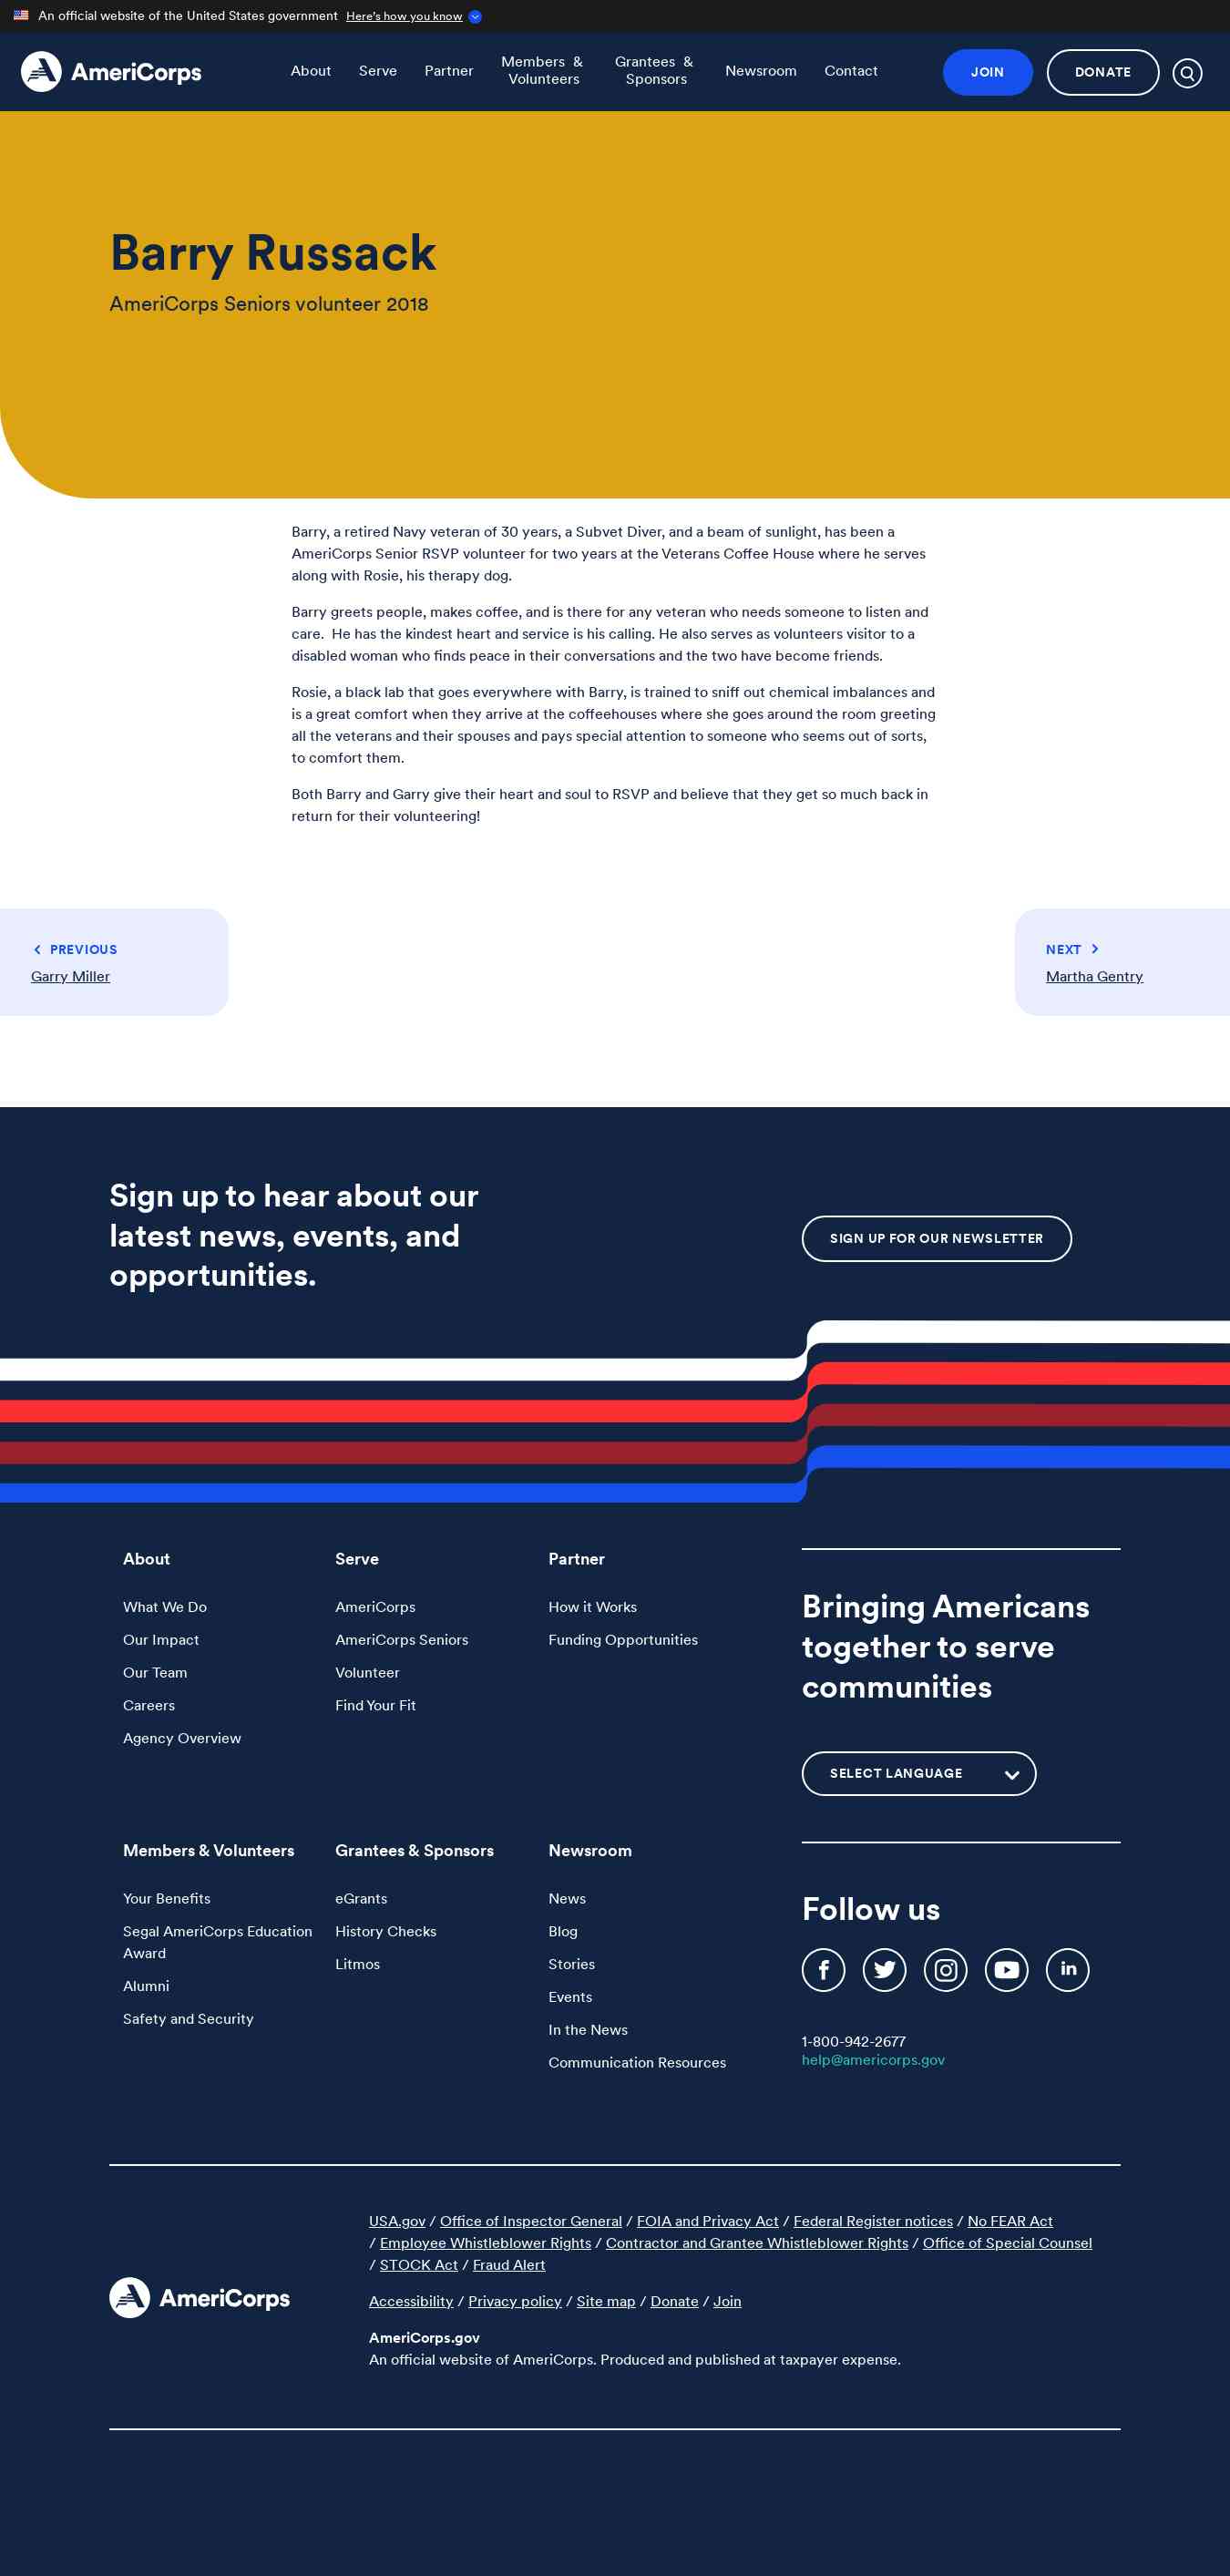 An official website of the United States government Here's how you know
AmeriCorps
About
Serve
Partner
Members &
Volunteers
Grantees &
Sponsors
Newsroom
Contact
JOIN
DONATE
Barry Russack
AmeriCorps Seniors volunteer 2018
Barry, a retired Navy veteran of 30 years, a Subvet Diver, and a beam of sunlight, has been a
AmeriCorps Senior RSVP volunteer for two years at the Veterans Coffee House where he serves
along with Rosie, his therapy dog.
Barry greets people, makes coffee, and is there for any veteran who needs someone to listen and
care.  He has the kindest heart and service is his calling. He also serves as volunteers visitor to a
disabled woman who finds peace in their conversations and the two have become friends.
Rosie, a black lab that goes everywhere with Barry, is trained to sniff out chemical imbalances and
is a great comfort when they arrive at the coffeehouses where she goes around the room greeting
all the veterans and their spouses and pays special attention to someone who seems out of sorts,
to comfort them.
Both Barry and Garry give their heart and soul to RSVP and believe that they get so much back in
return for their volunteering!
PREVIOUS
Garry Miller
NEXT
Martha Gentry
Sign up to hear about our
latest news, events, and
opportunities.
SIGN UP FOR OUR NEWSLETTER
About
What We Do
Our Impact
Our Team
Careers
Agency Overview
Serve
AmeriCorps
AmeriCorps Seniors
Volunteer
Find Your Fit
Partner
How it Works
Funding Opportunities
Bringing Americans
together to serve
communities
SELECT LANGUAGE
Members & Volunteers
Your Benefits
Segal AmeriCorps Education
Award
Alumni
Safety and Security
Grantees & Sponsors
eGrants
History Checks
Litmos
Newsroom
News
Blog
Stories
Events
In the News
Communication Resources
Follow us
1-800-942-2677
help@americorps.gov
AmeriCorps
USA.gov / Office of Inspector General / FOIA and Privacy Act / Federal Register notices / No FEAR Act
/ Employee Whistleblower Rights / Contractor and Grantee Whistleblower Rights / Office of Special Counsel
/ STOCK Act / Fraud Alert
Accessibility / Privacy policy / Site map / Donate / Join
AmeriCorps.gov
An official website of AmeriCorps. Produced and published at taxpayer expense.